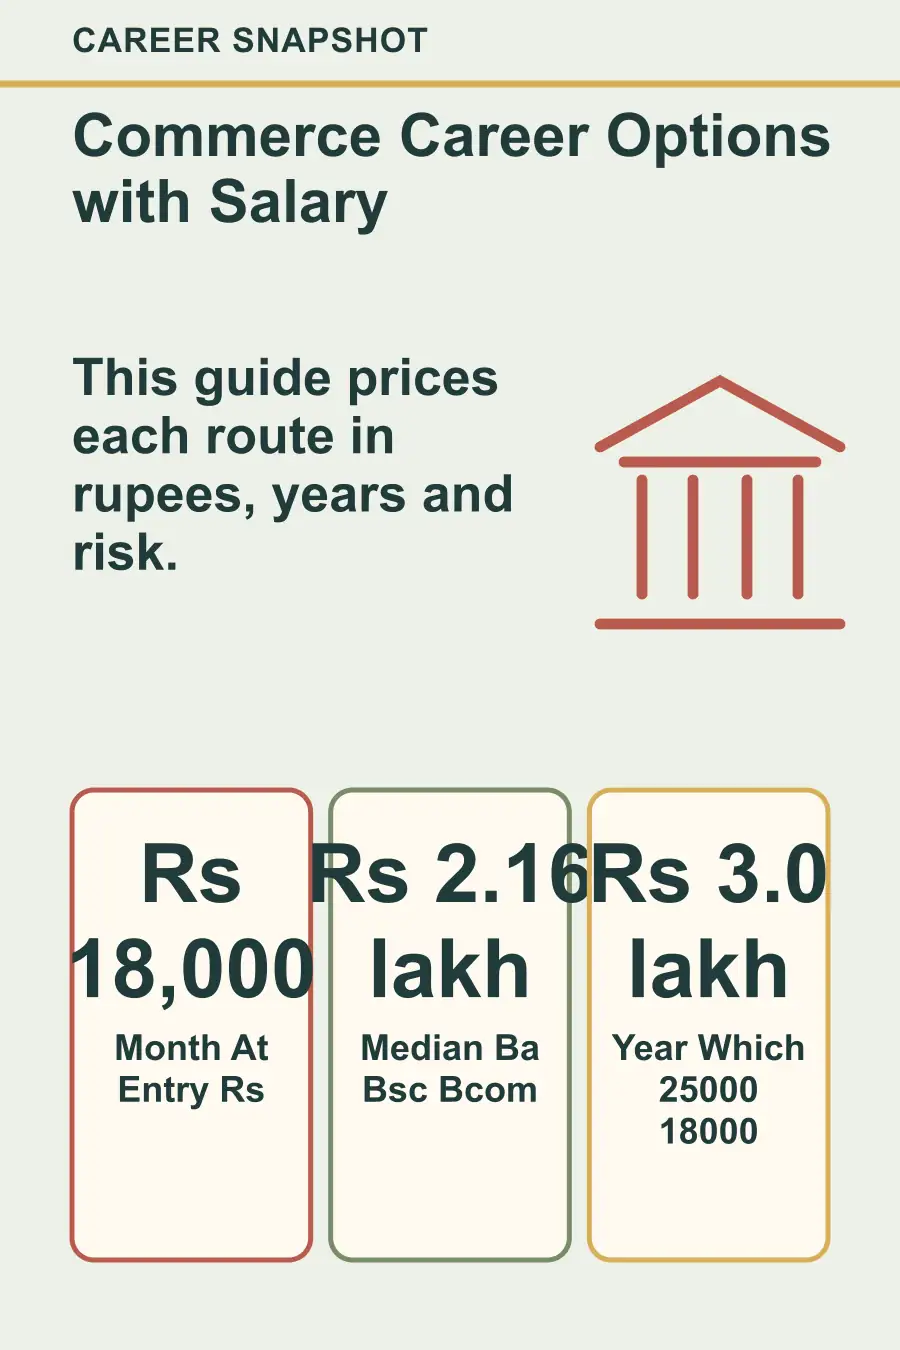 CAREER SNAPSHOT
Commerce Career Options
with Salary
This guide prices
each route in
rupees, years and
risk.
Rs
18,000
Month At
Entry Rs
Rs 2.16
lakh
Median Ba
Bsc Bcom
Rs 3.0
lakh
Year Which
25000
18000